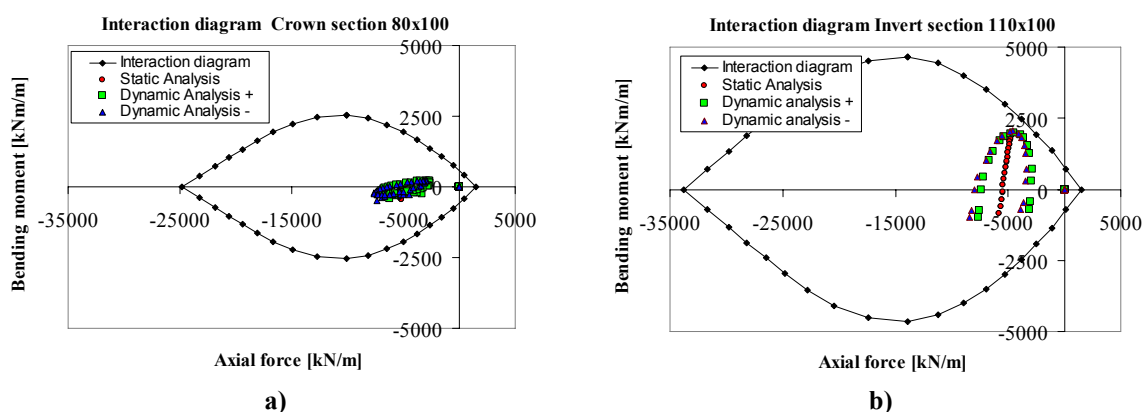 Interaction diagram Crown section 80x100
5000
Interaction diagram
Static Analysis
Dynamic Analysis +
Dynamic Analysis -
2500
0
-35000 -25000 -15000 -5000 5000
-2500
-5000
Bending moment [kNm/m]
Axial force [kN/m]
a)
Interaction diagram Invert section 110x100
5000
Interaction diagram
Static Analysis
Dynamic analysis +
Dynamic analysis -
2500
0
-35000 -25000 -15000 -5000 5000
-2500
-5000
Bending moment [kNm/m]
Axial force [kN/m]
b)